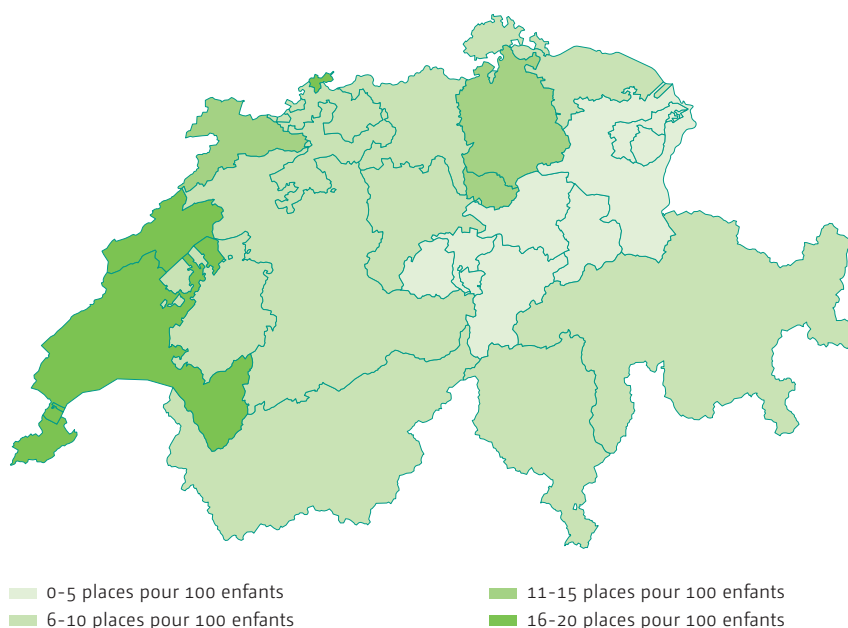 0-5 places pour 100 enfants
6-10 places pour 100 enfants
11-15 places pour 100 enfants
16-20 places pour 100 enfants